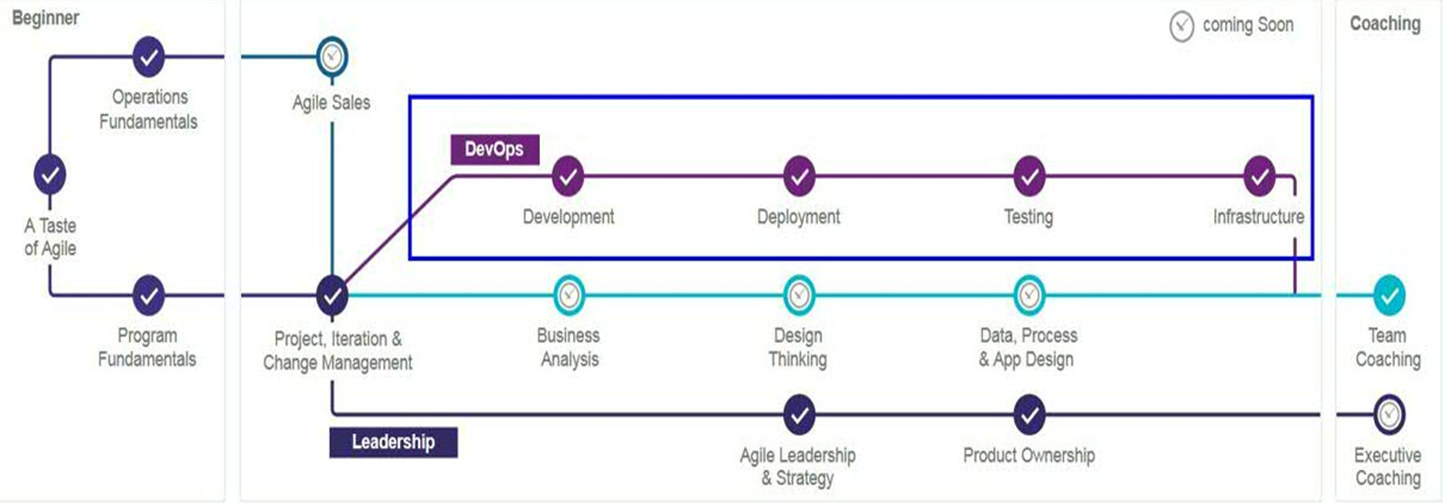 Beginner
coming Soon
Coaching
Operations
Fundamentals
Agile Sales
DevOps
A Taste
of Agile
Development
Deployment
Testing
Infrastructure
Program
Fundamentals
Project, Iteration &
Change Management
Business
Analysis
Design
Thinking
Data, Process
& App Design
Team
Coaching
Leadership
Agile Leadership
& Strategy
Product Ownership
Executive
Coaching